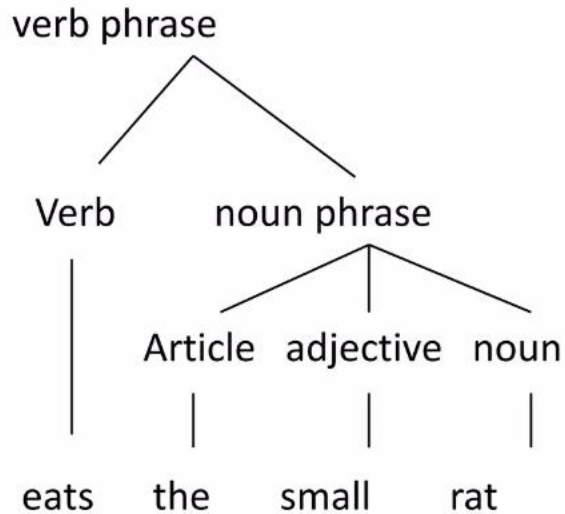 verb phrase
Verb noun phrase
Article adjective noun
eats the small rat